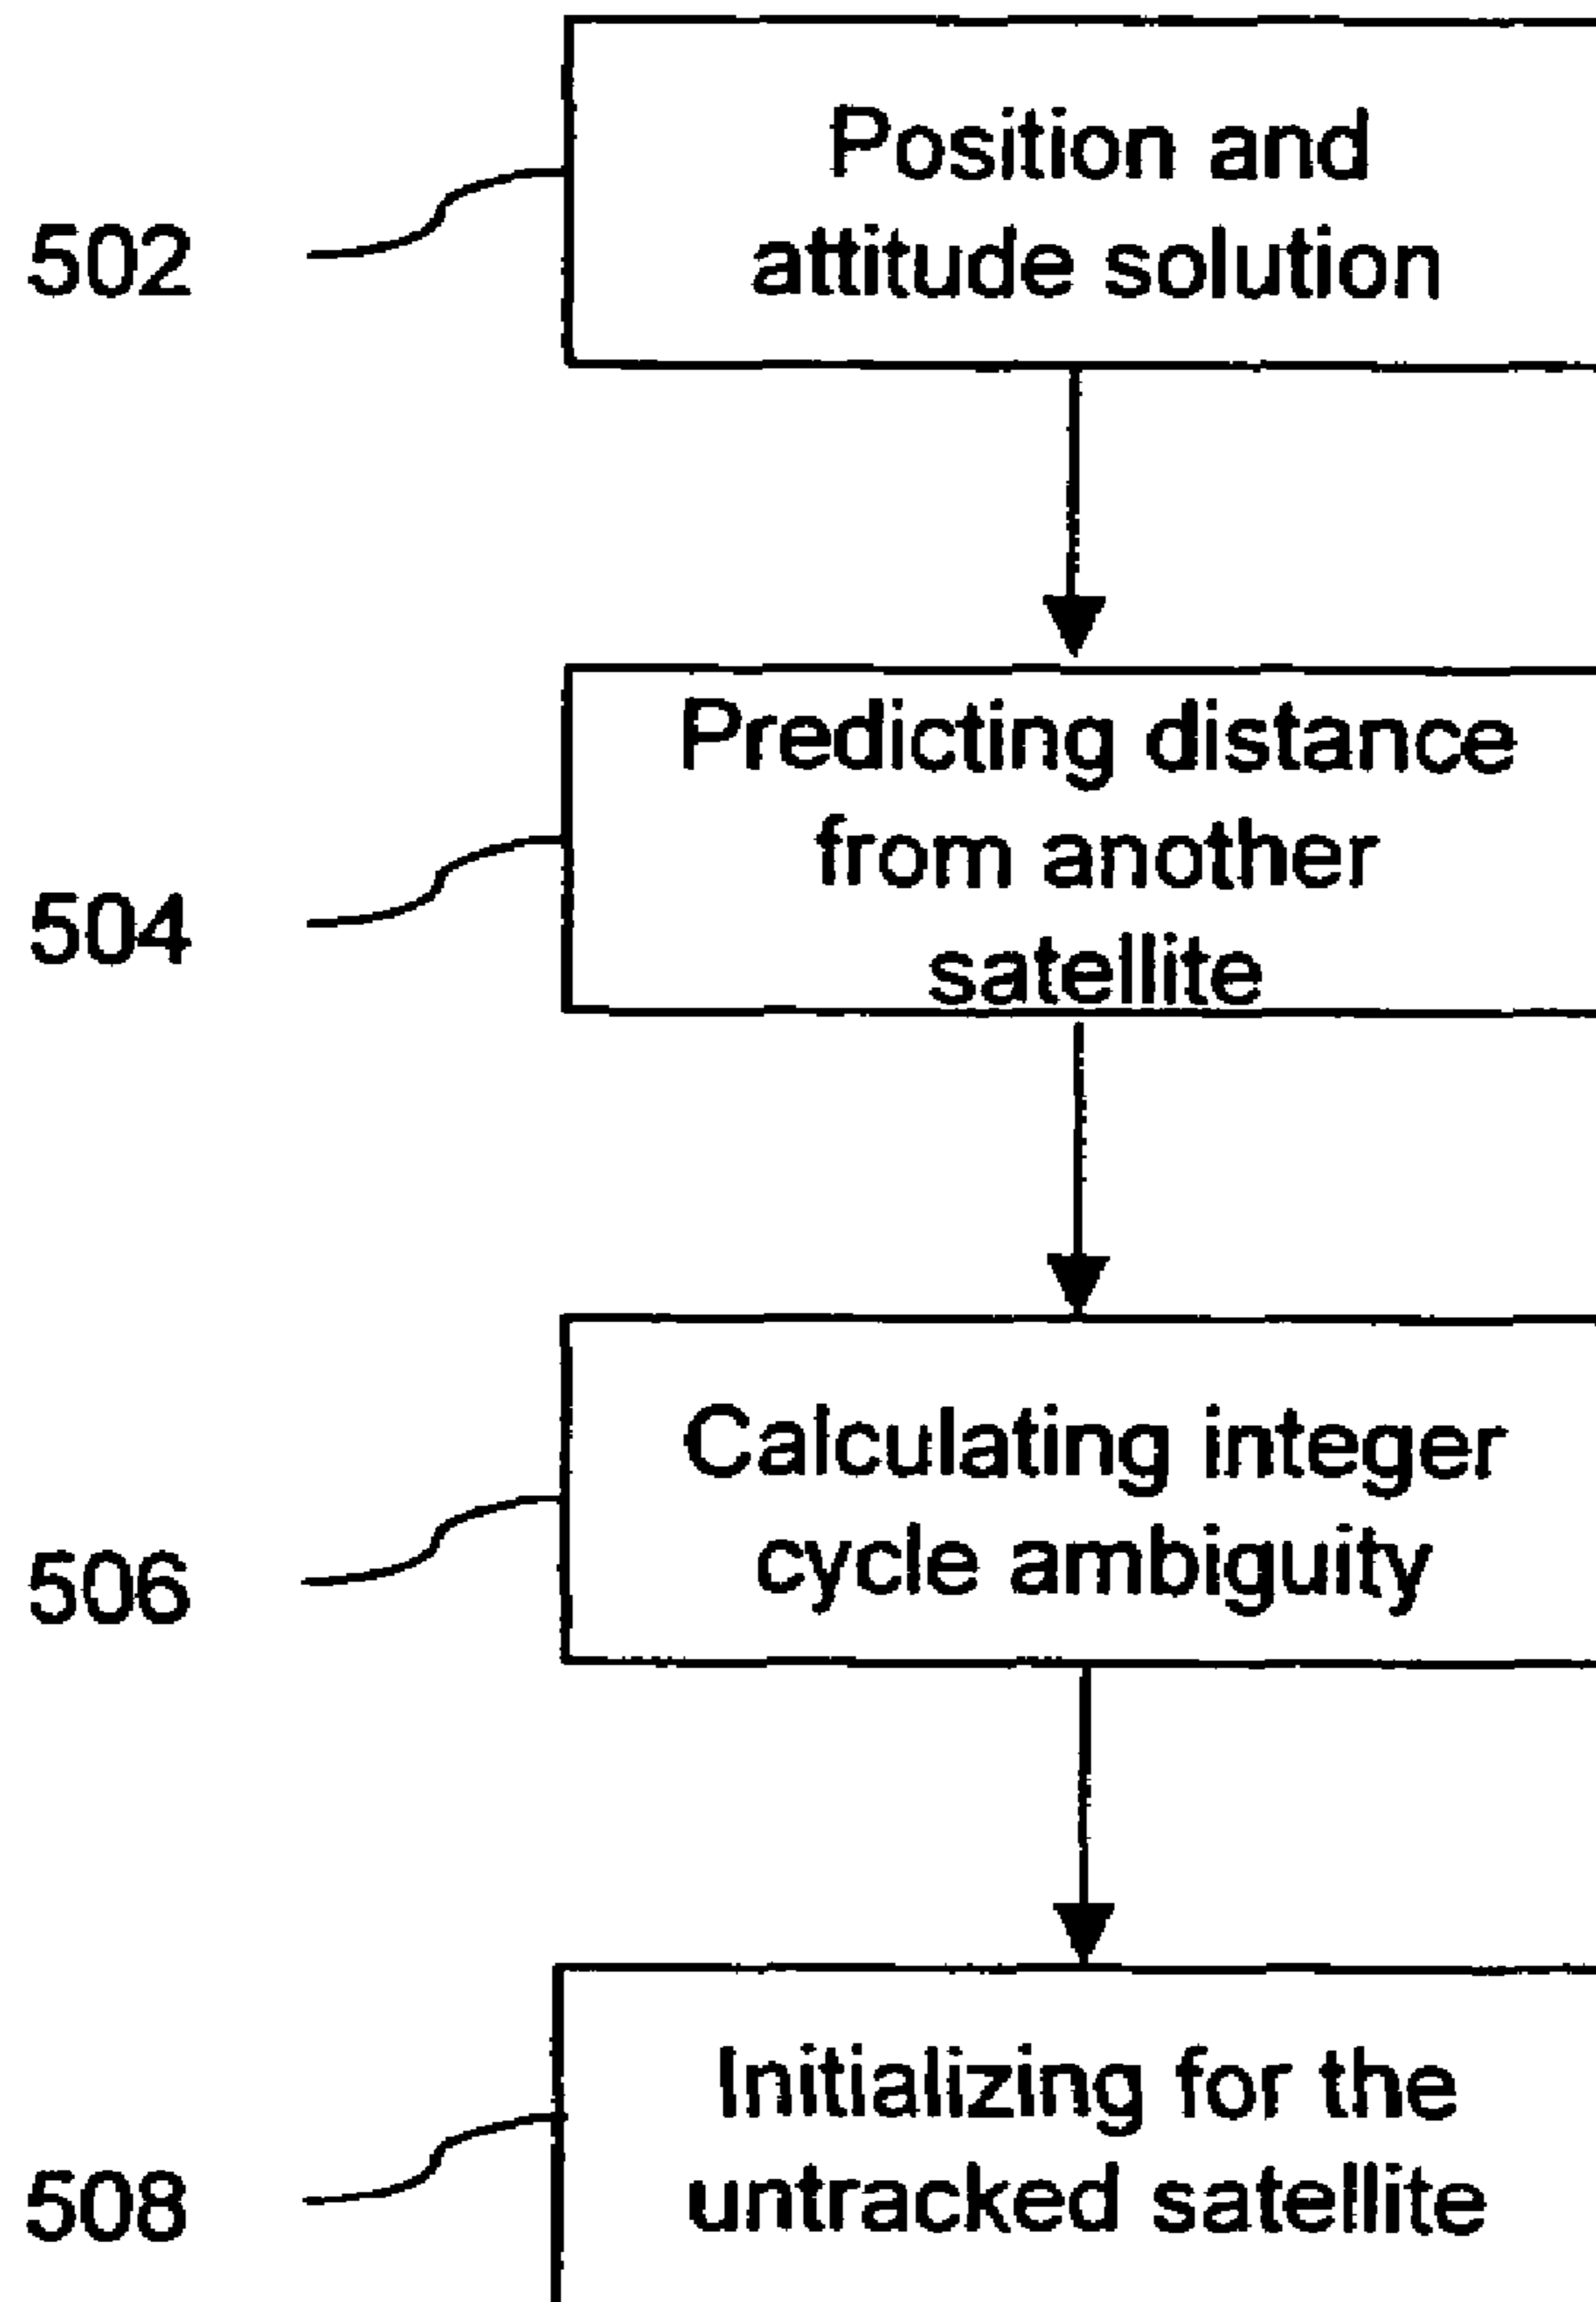 Position and
attitude solution
502
Predicting distance
from another
satellite
504
Calculating integer
cycle ambiguity
506
Initializing for the
untracked satellite
508